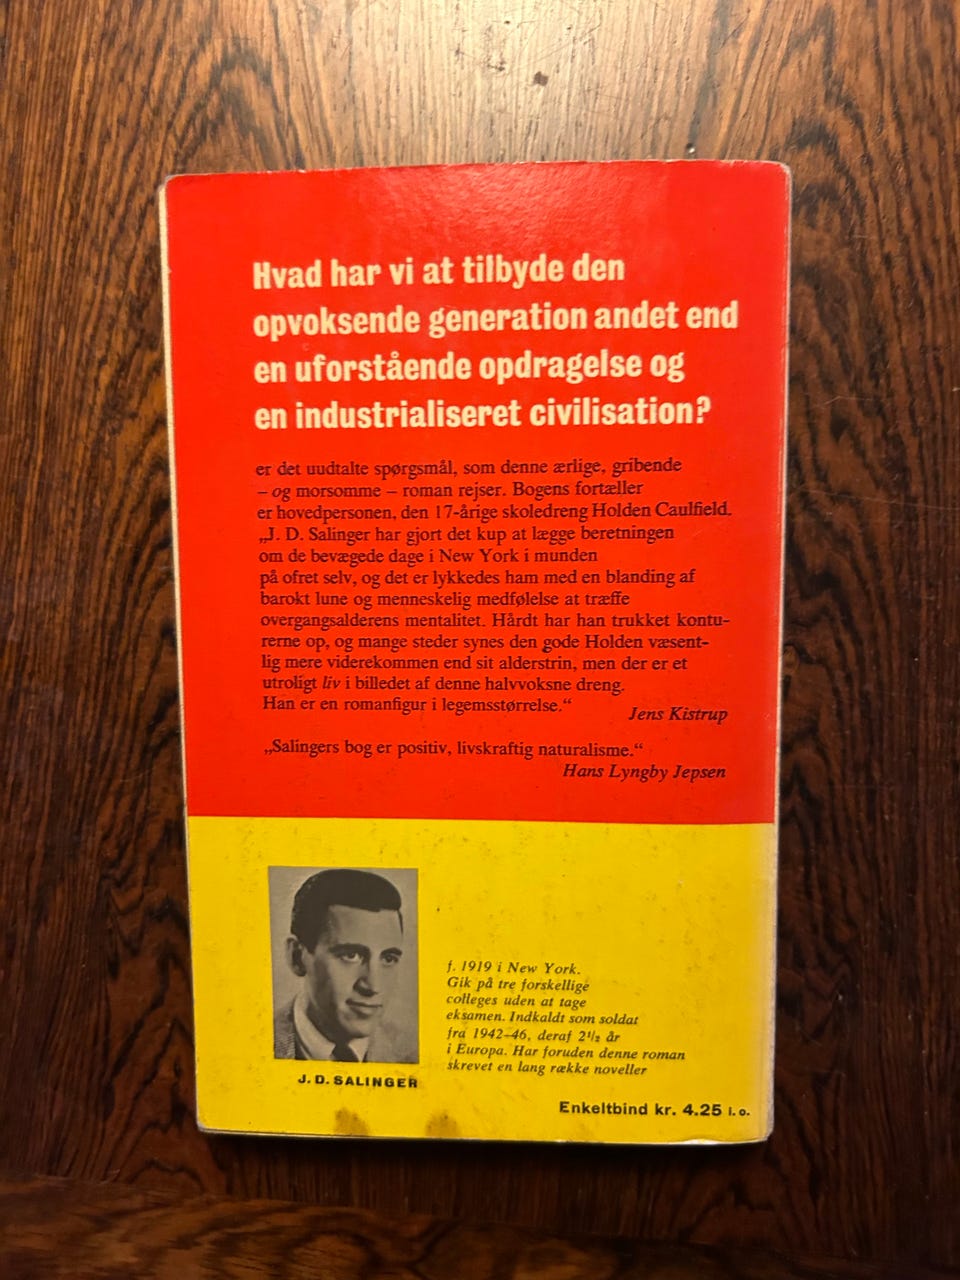 Hvad har vi at tilbyde den
opvoksende generation andet end
en uforstående opdragelse og
en industrialiseret civilisation?
er det uudtalte spørgsmål, som denne ærlige, gribende
– og morsomme – roman rejser. Bogens fortæller
er hovedpersonen, den 17-årige skoledreng Holden Caulfield.
„J. D. Salinger har gjort det kup at lægge beretningen
om de bevægede dage i New York i munden
på ofret selv, og det er lykkedes ham med en blanding af
barokt lune og menneskelig medfølelse at træffe
overgangsalderens mentalitet. Hårdt har han trukket kontu-
rerne op, og mange steder synes den gode Holden væsent-
lig mere viderekommen end sit alderstrin, men der er et
utroligt liv i billedet af denne halvvoksne dreng.
Han er en romanfigur i legemsstørrelse.“
Jens Kistrup
„Salingers bog er positiv, livskraftig naturalisme.“
Hans Lyngby Jepsen
f. 1919 i New York.
Gik på tre forskellige
colleges uden at tage
eksamen. Indkaldt som soldat
fra 1942-46, deraf 2½ år
i Europa. Har foruden denne roman
skrevet en lang række noveller
J. D. SALINGER
Enkeltbind kr. 4.25 i. o.